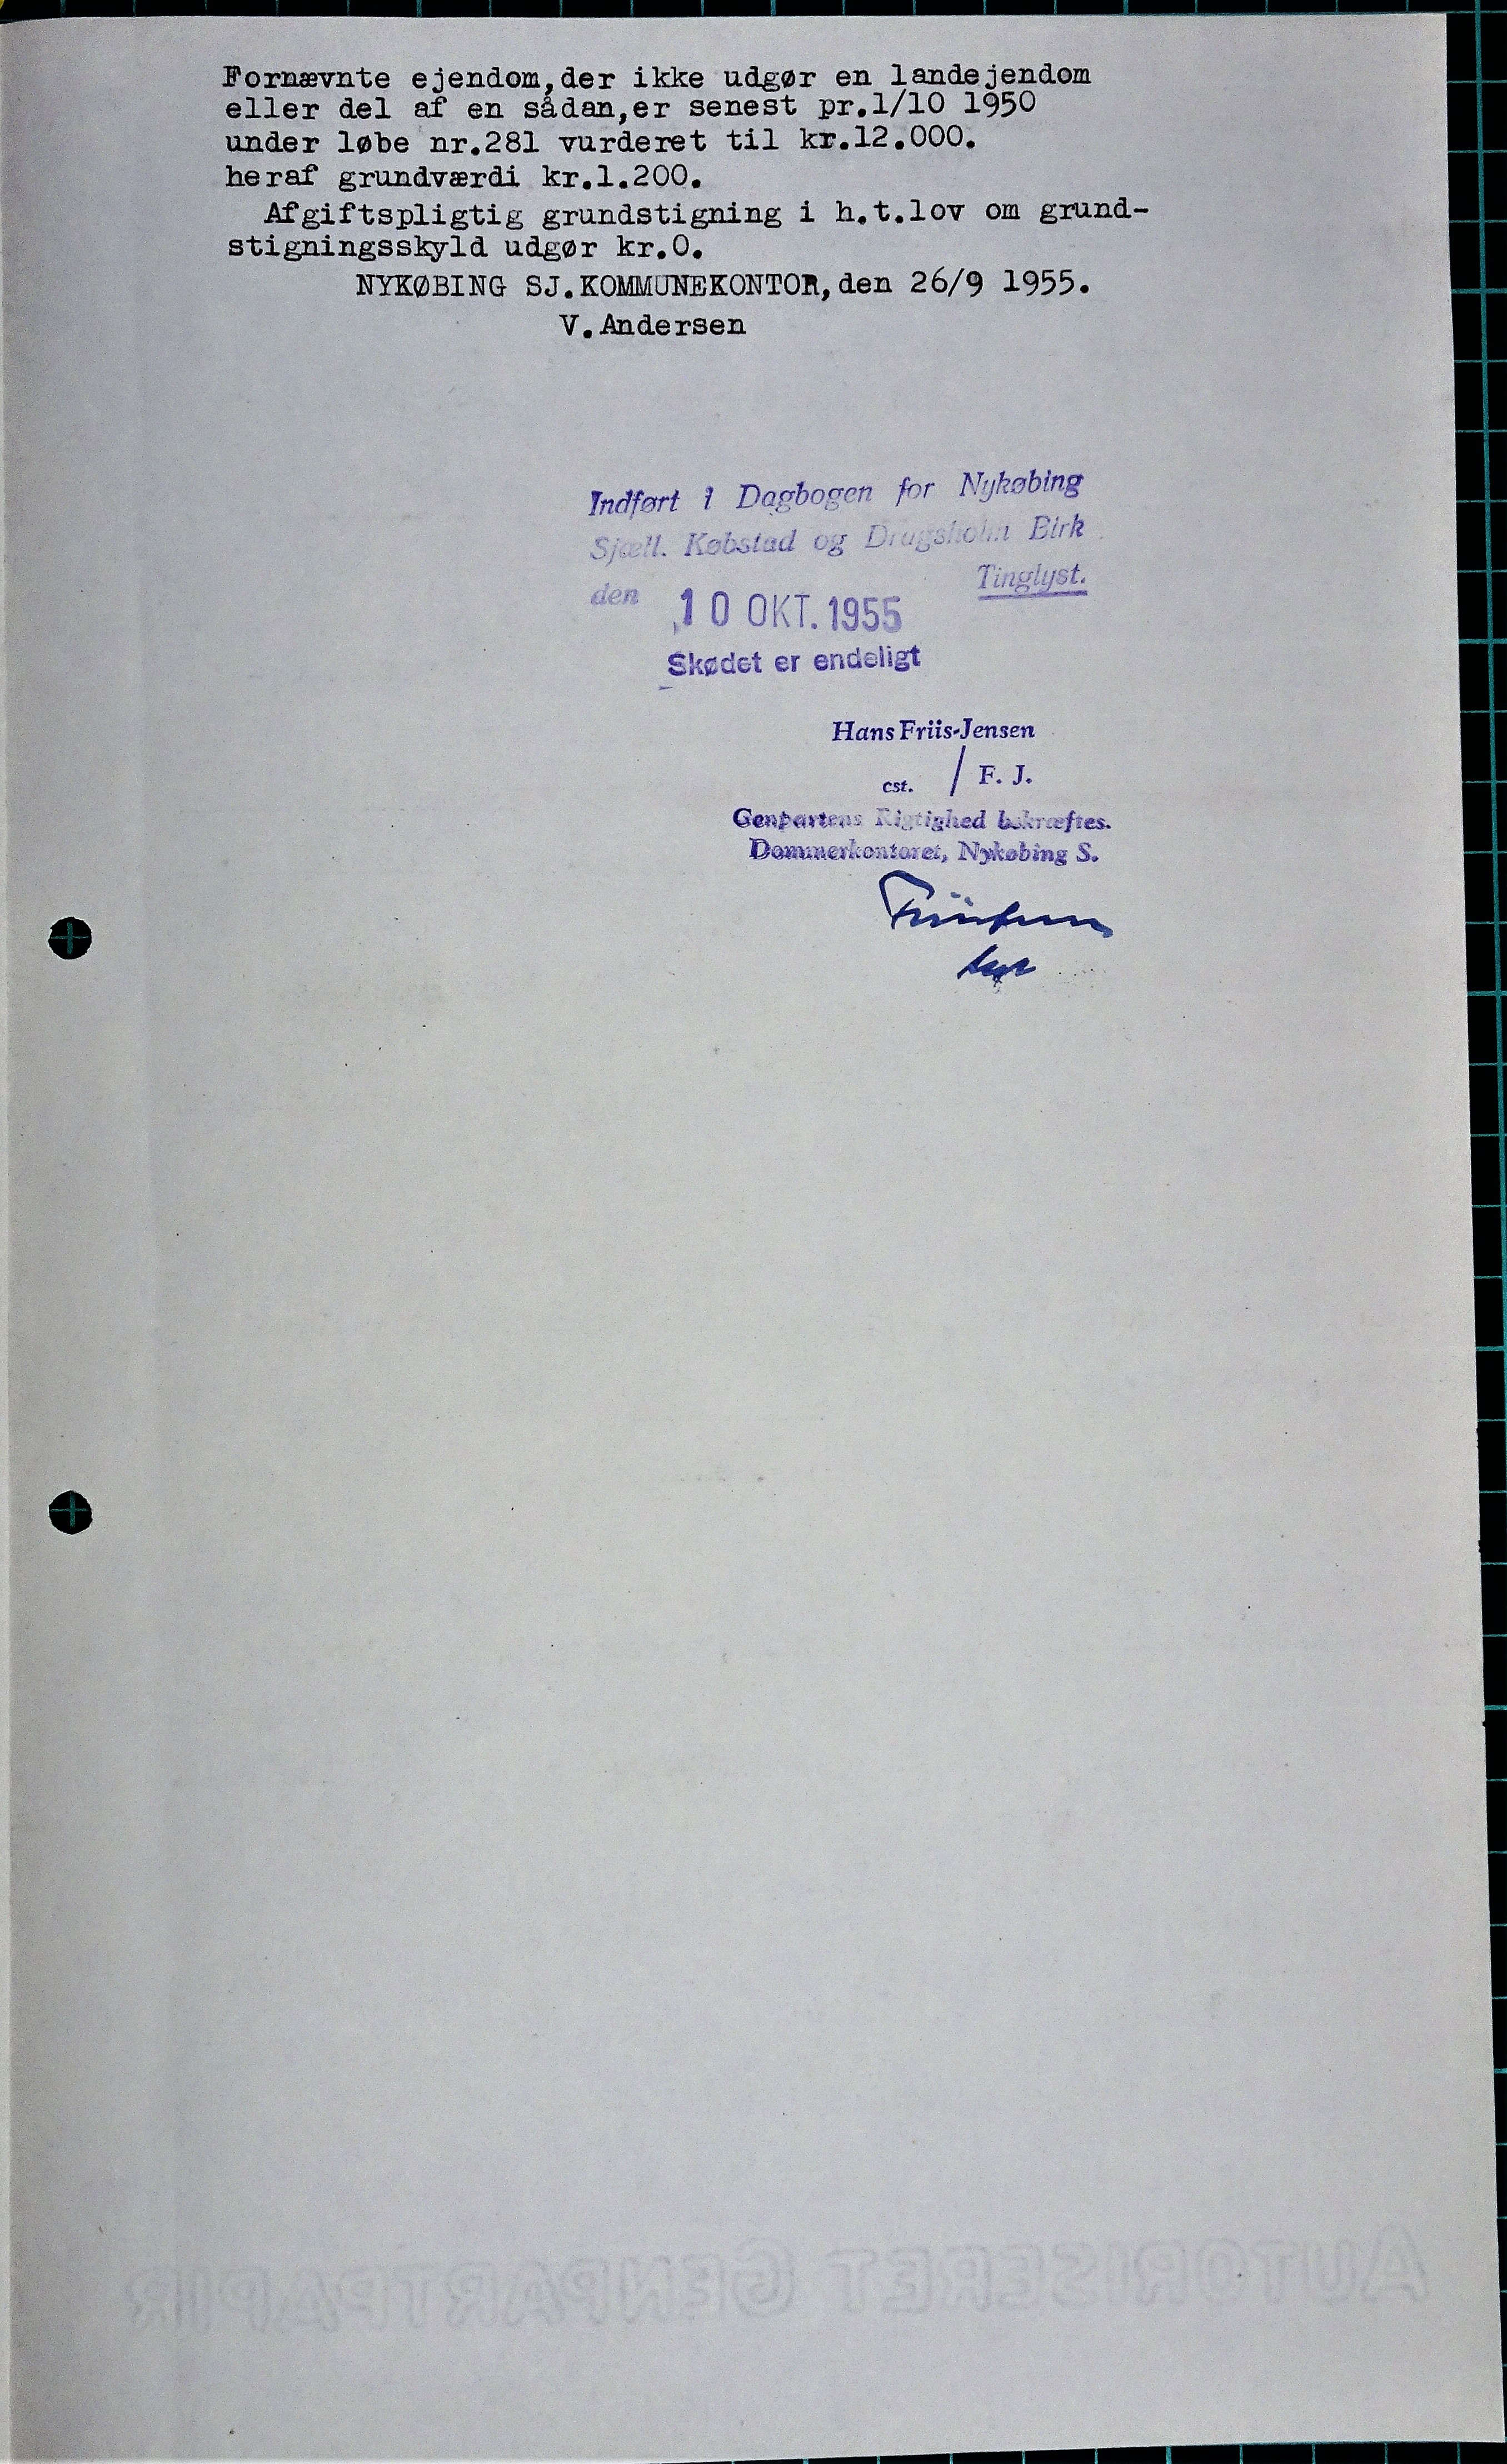 Fornævnte ejendom,der ikke udgør en landejendom
eller del af en sådan,er senest pr.1/10 1950
under løbe nr.281 vurderet til kr.12.000.
heraf grundværdi kr.1.200.
Afgiftspligtig grundstigning i h.t.lov om grund-
stigningsskyld udgør kr.0.
NYKØBING SJ.KOMMUNEKONTOR,den 26/9 1955.
V.Andersen
Indført i Dagbogen for Nykøbing
Sjæll. Købstad og Dragsholm Birk
den 10 OKT. 1955 Tinglyst.
Skødet er endeligt
Hans Friis-Jensen
cst. / F. J.
Genpartens Rigtighed bekræftes.
Dommerkontoret, Nykøbing S.
AUTORISERET GENPARTPAPIR